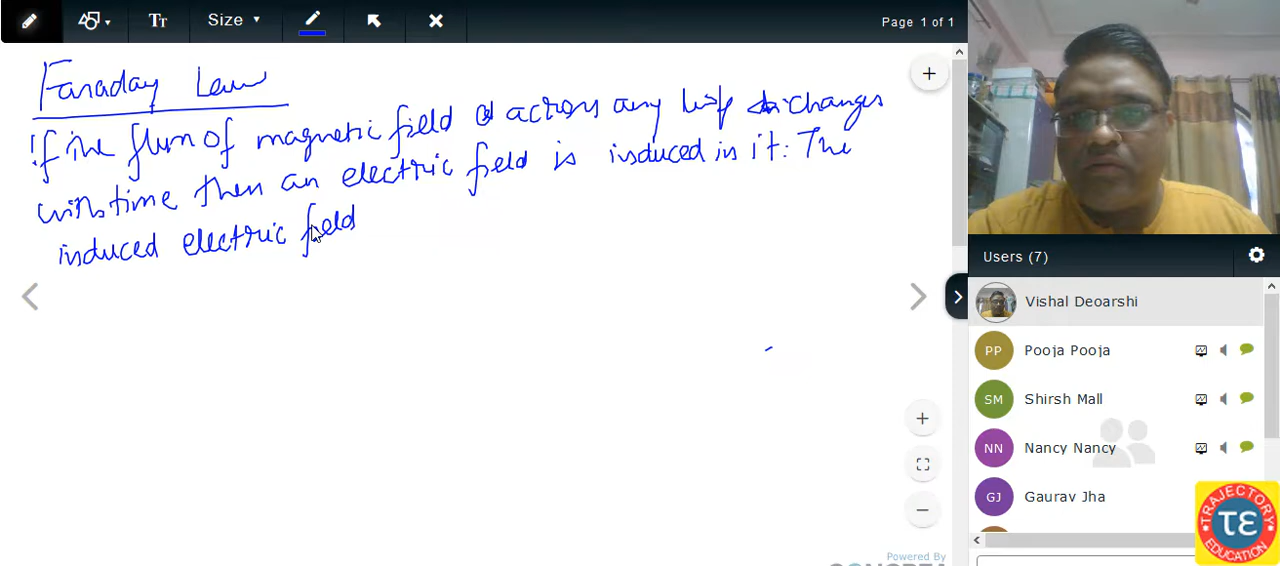 Tт
Size
Page 1 of 1
Faraday Law
If the flux of magnetic field across any loop changes
with time then an electric field is induced in it. The
induced electric field
Users (7)
Vishal Deoarshi
PP Pooja Pooja
SM Shirsh Mall
NN Nancy Nancy
GJ Gaurav Jha
TRAJECTORY
TE
EDUCATION
Powered By